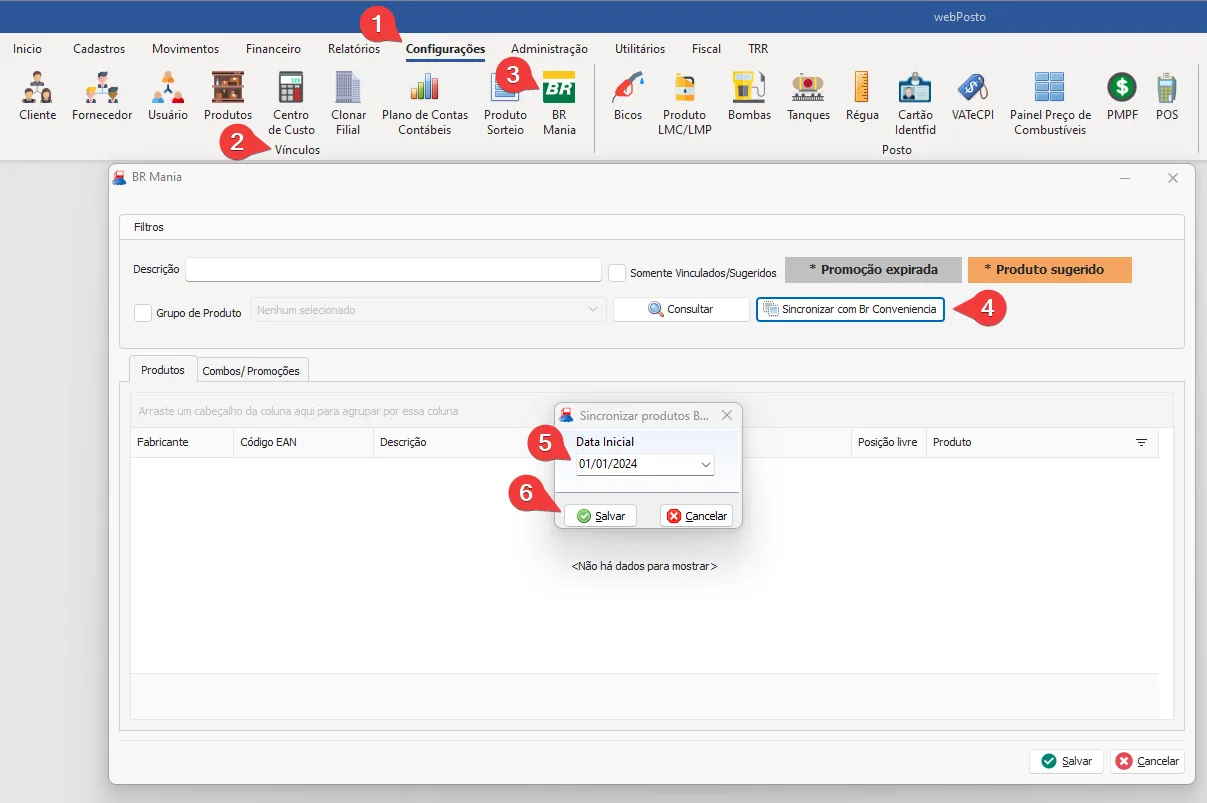 webPosto
1
Inicio Cadastros Movimentos Financeiro Relatórios Configurações Administração Utilitários Fiscal TRR
3
BR
Cliente Fornecedor Usuário Produtos Centro de Custo Clonar Filial Plano de Contas Contábeis Produto Sorteio BR Mania Bicos Produto LMC/LMP Bombas Tanques Régua Cartão Identfid VATeCPI Painel Preço de Combustíveis PMPF POS
2
Vínculos Posto
BR Mania
Filtros
Descrição Somente Vinculados/Sugeridos * Promoção expirada * Produto sugerido
Grupo de Produto Nenhum selecionado Consultar Sincronizar com Br Conveniencia 4
Produtos Combos/Promoções
Arraste um cabeçalho da coluna aqui para agrupar por essa coluna
Fabricante Código EAN Descrição Posição livre Produto
Sincronizar produtos B...
5 Data Inicial
01/01/2024
6
Salvar Cancelar
<Não há dados para mostrar>
Salvar Cancelar